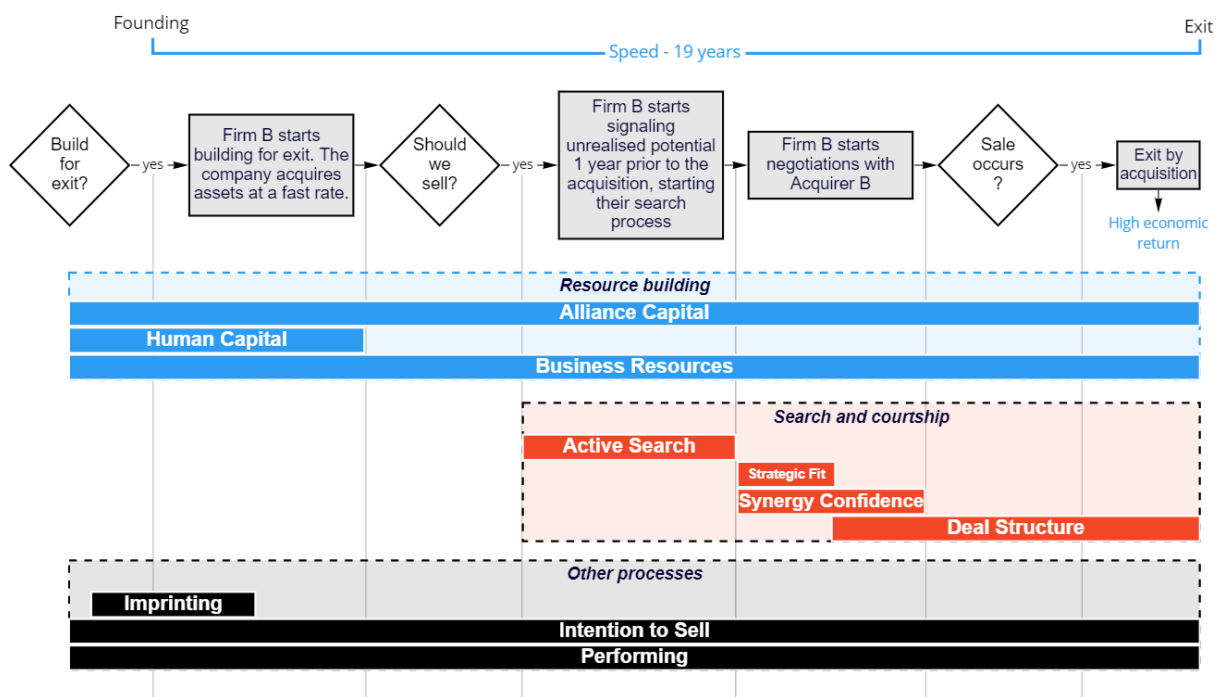 Founding
Exit
Speed - 19 years
Build
for
exit?
yes
Firm B starts
building for exit. The
company acquires
assets at a fast rate.
Should
we
sell?
yes
Firm B starts
signaling
unrealised potential
1 year prior to the
acquisition, starting
their search
process
Firm B starts
negotiations with
Acquirer B
Sale
occurs
?
yes
Exit by
acquisition
High economic
return
Resource building
Alliance Capital
Human Capital
Business Resources
Search and courtship
Active Search
Strategic Fit
Synergy Confidence
Deal Structure
Other processes
Imprinting
Intention to Sell
Performing